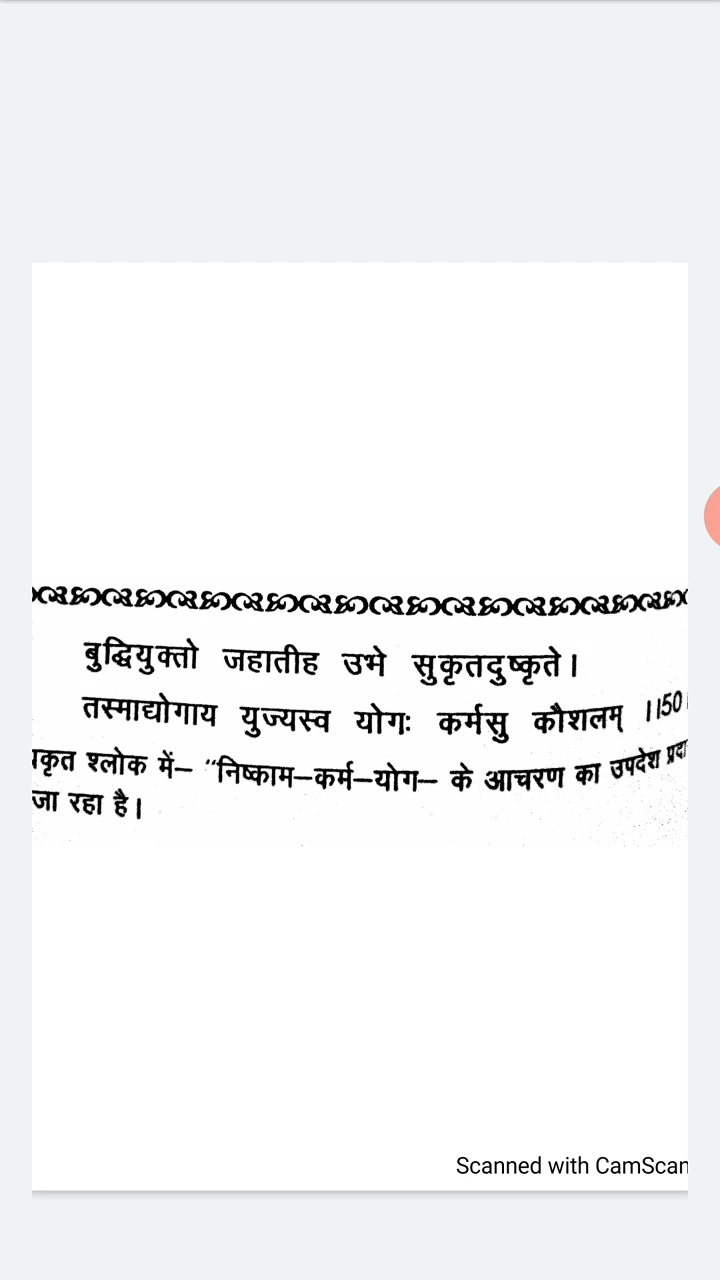 बुद्धियुक्तो जहातीह उभे सुकृतदुष्कृते।
तस्माद्योगाय युज्यस्व योगः कर्मसु कौशलम् ।।50।
श्लोक में– “निष्काम–कर्म–योग– के आचरण का उपदेश
जा रहा है।
Scanned with CamScan